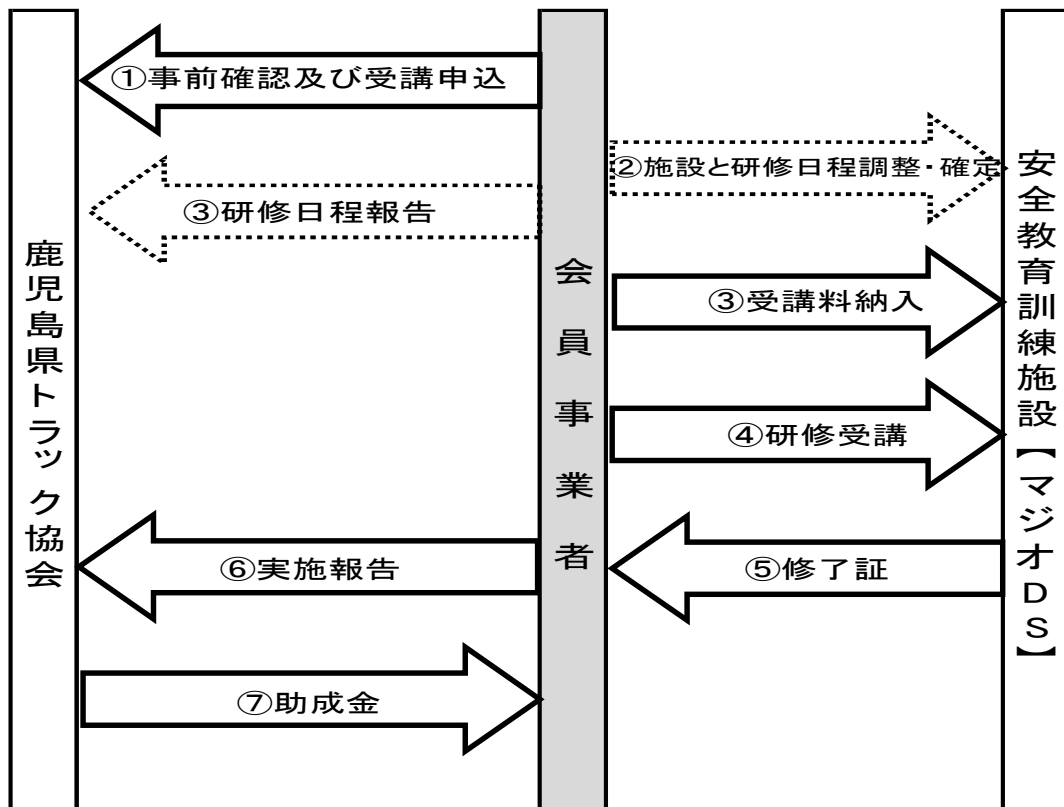 ①事前確認及び受講申込
②施設と研修日程調整・確定
③研修日程報告
③受講料納入
④研修受講
⑤修了証
⑥実施報告
⑦助成金
鹿児島県トラック協会
会員事業者
安全教育訓練施設【マジオDS】